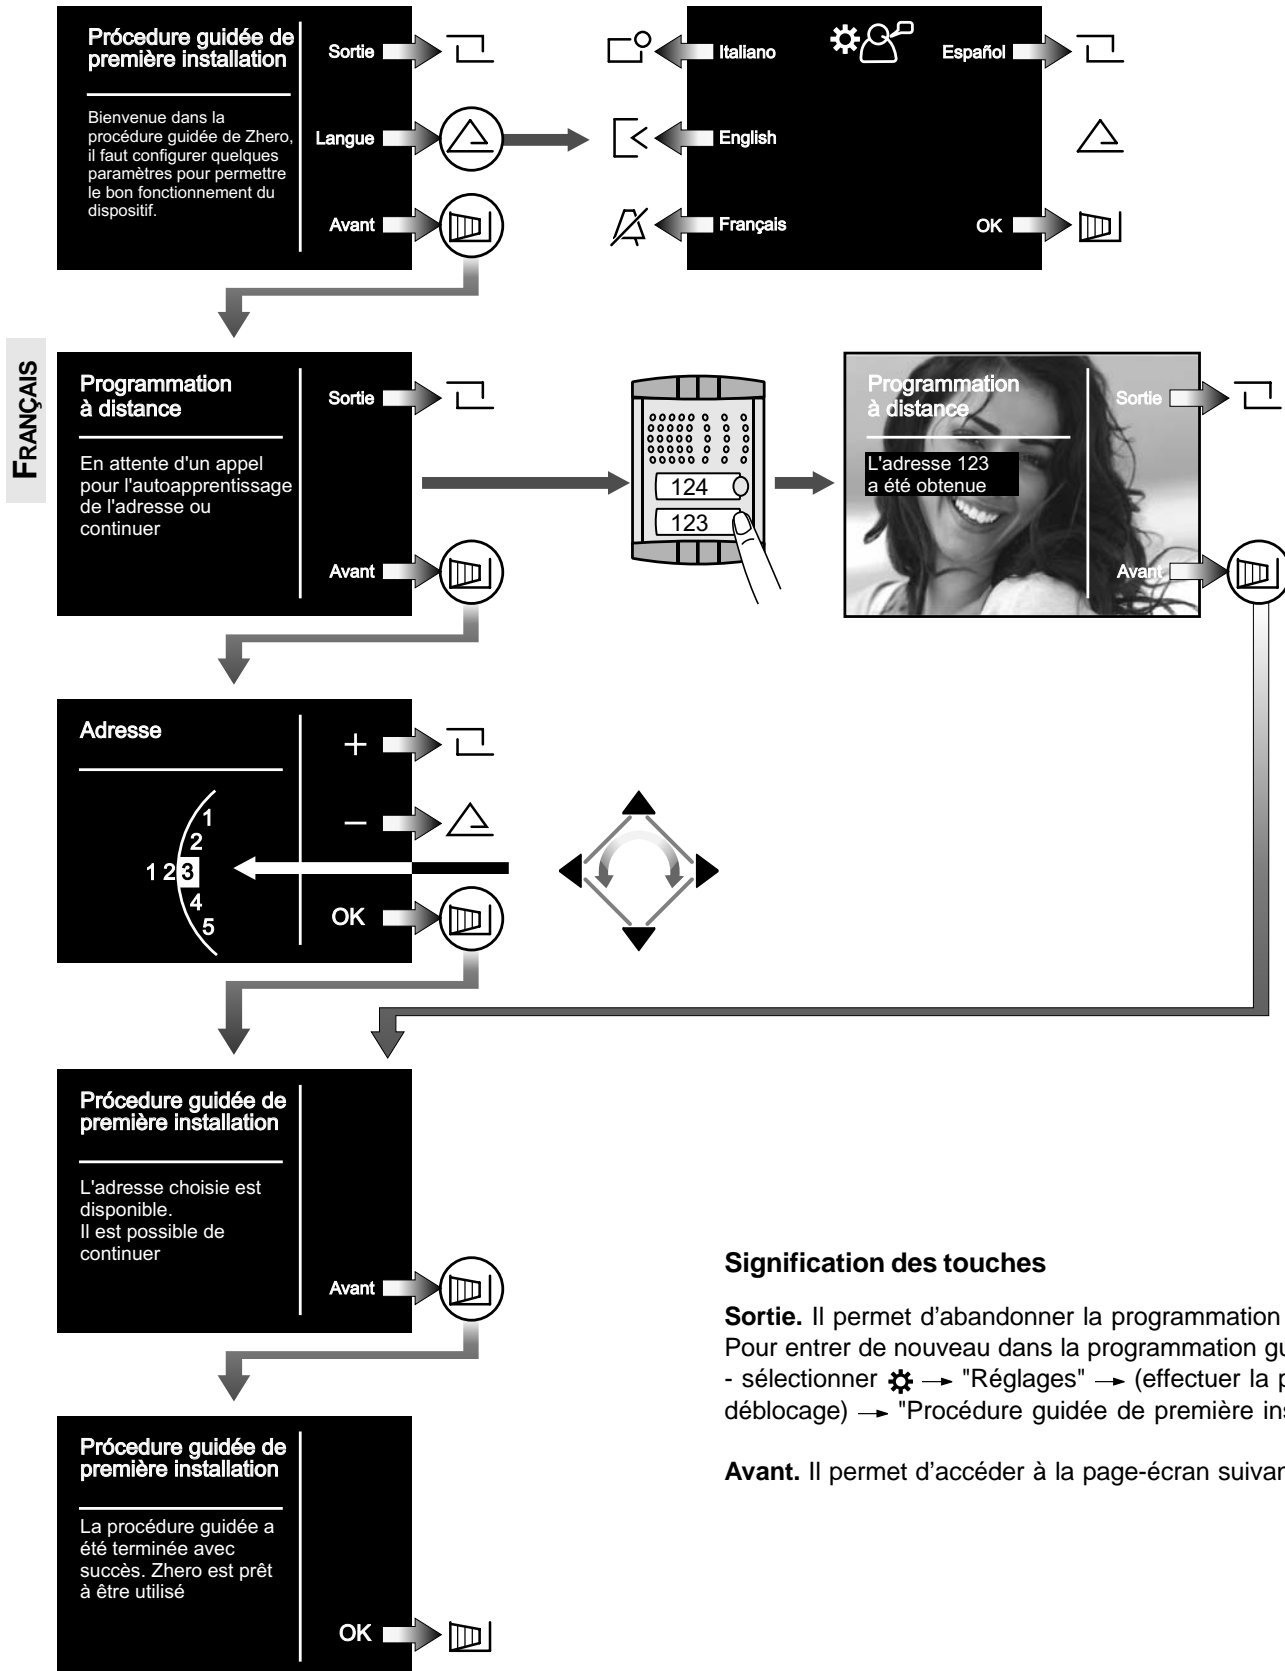 Prócedure guidée de
première installation
Bienvenue dans la
procédure guidée de Zhero,
il faut configurer quelques
paramètres pour permettre
le bon fonctionnement du
dispositif.
Sortie
Langue
Avant
Italiano
English
Français
Español
OK
FRANÇAIS
Programmation
à distance
En attente d'un appel
pour l'autoapprentissage
de l'adresse ou
continuer
Sortie
Avant
124
123
Programmation
à distance
L'adresse 123
a été obtenue
Sortie
Avant
Adresse
1
2
1 2 3
4
5
+
−
OK
Prócedure guidée de
première installation
L'adresse choisie est
disponible.
Il est possible de
continuer
Avant
Prócedure guidée de
première installation
La procédure guidée a
été terminée avec
succès. Zhero est prêt
à être utilisé
OK
Signification des touches
Sortie. Il permet d’abandonner la programmation
Pour entrer de nouveau dans la programmation
- sélectionner → "Réglages" → (effectuer la
déblocage) → "Procédure guidée de première
Avant. Il permet d’accéder à la page-écran